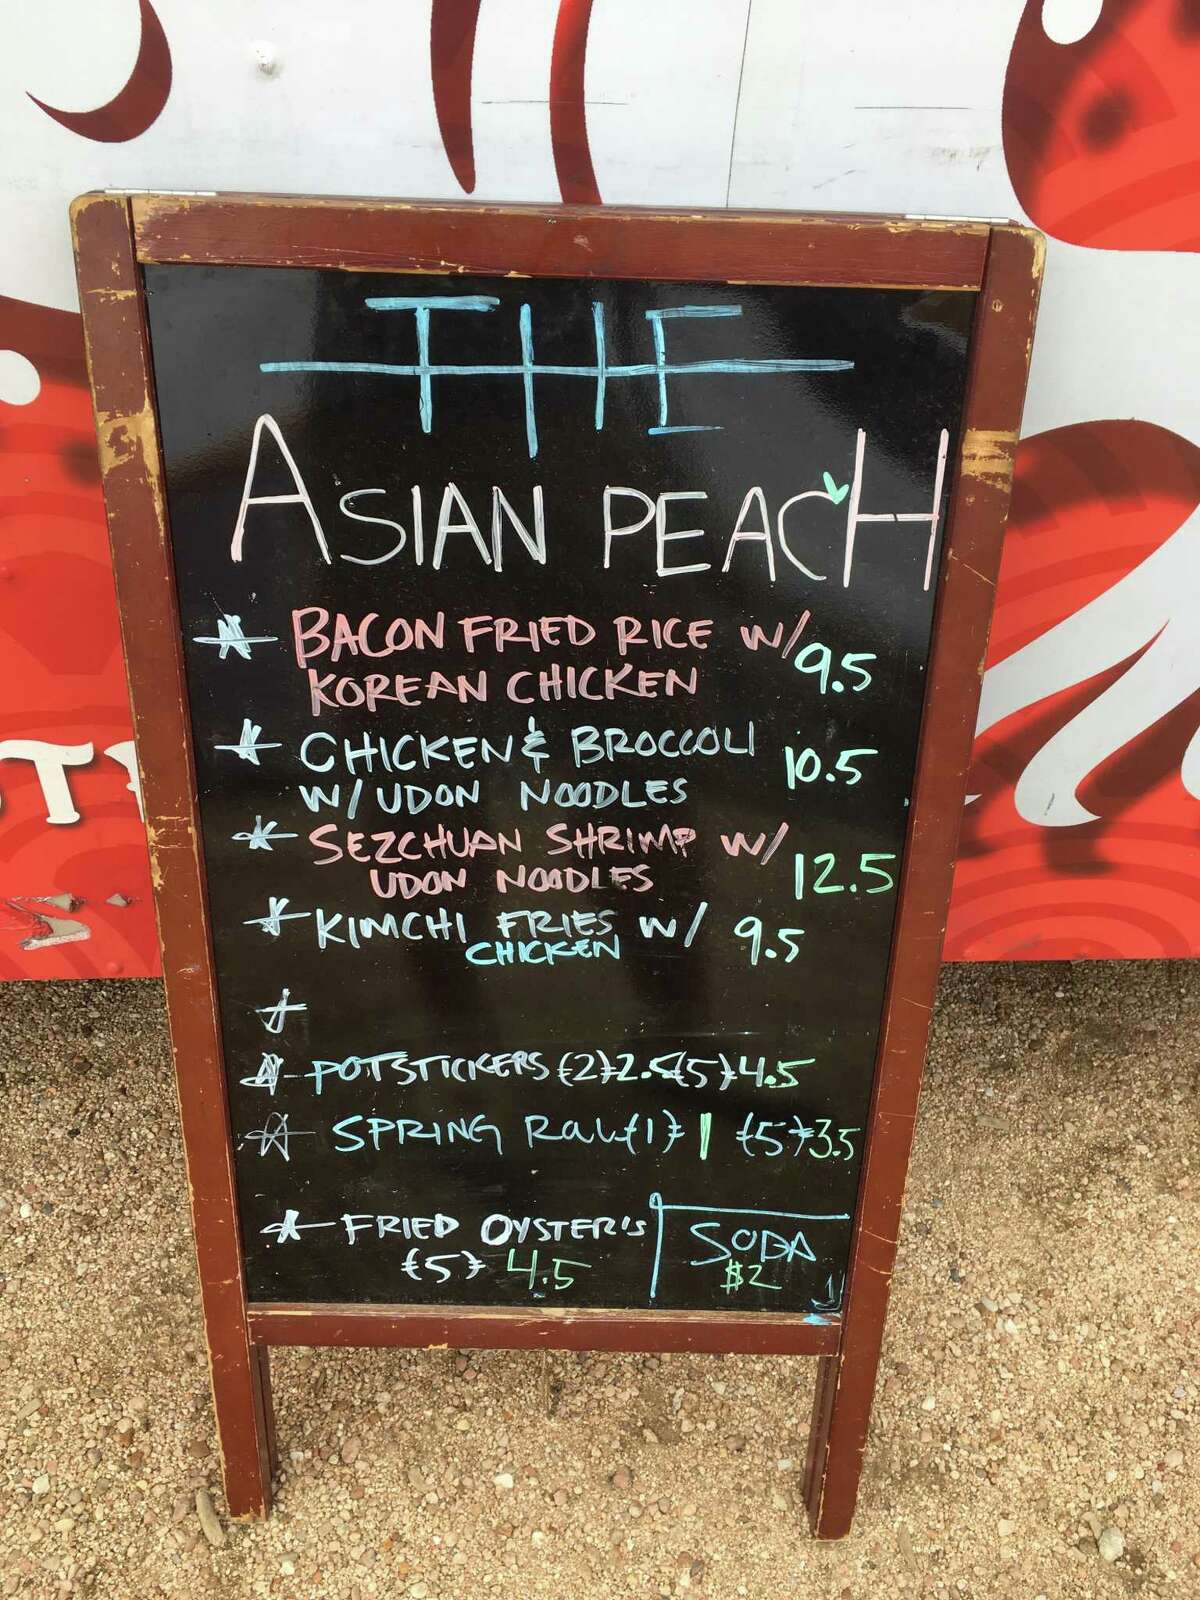 THE
ASIAN PEACH
BACON FRIED RICE W/ 9.5
KOREAN CHICKEN
CHICKEN & BROCCOLI 10.5
W/ UDON NOODLES
SEZCHUAN SHRIMP W/ 12.5
UDON NOODLES
KIMCHI FRIES W/ 9.5
CHICKEN
POTSTICKERS (2) 2.5 (5) 4.5
SPRING (1) 1 (5) 3.5
FRIED OYSTER'S
(5) 4.5
SODA
$2